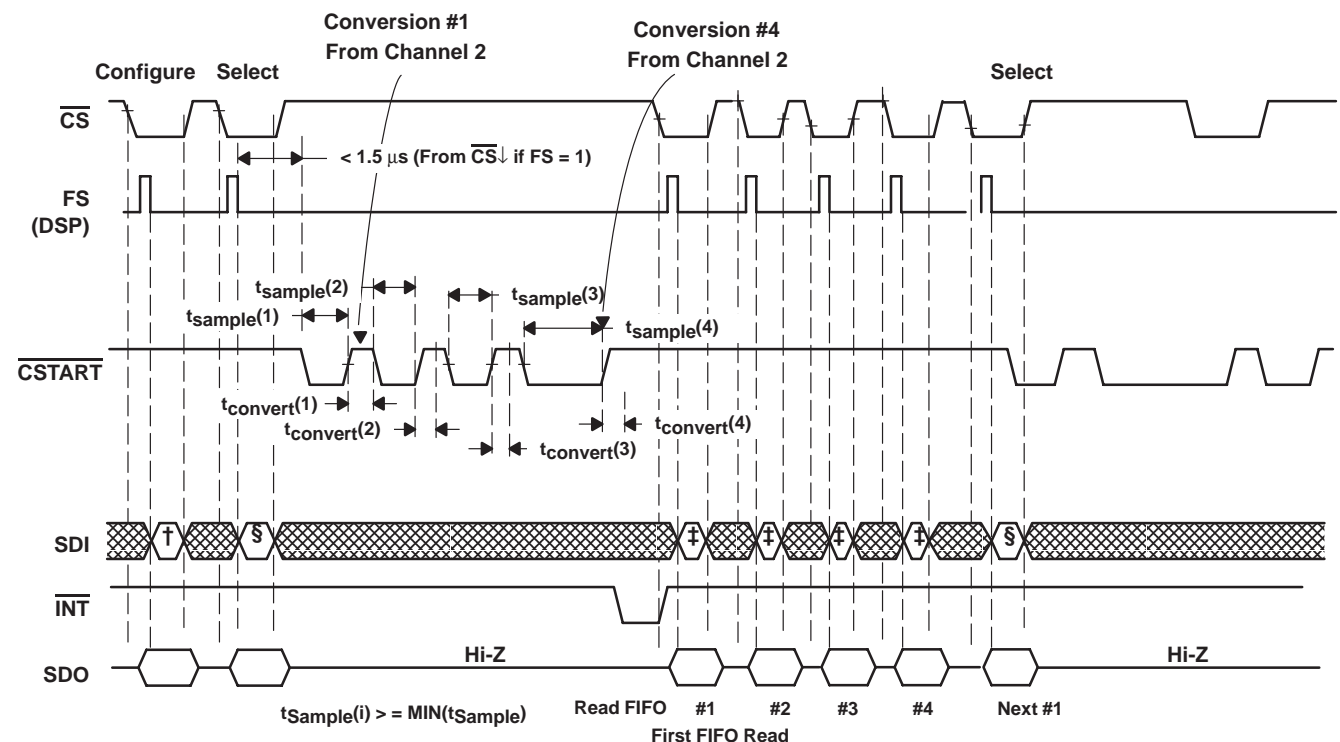 Conversion #1
From Channel 2
Conversion #4
From Channel 2
Configure
Select
Select
CS
< 1.5 μs (From CS↓ if FS = 1)
FS
(DSP)
tsample(2)
tsample(1)
tsample(3)
tsample(4)
CSTART
tconvert(1)
tconvert(2)
tconvert(3)
tconvert(4)
SDI
†
§
‡
‡
‡
‡
§
INT
SDO
Hi-Z
Hi-Z
tSample(i) > = MIN(tSample)
Read FIFO
#1
#2
#3
#4
Next #1
First FIFO Read